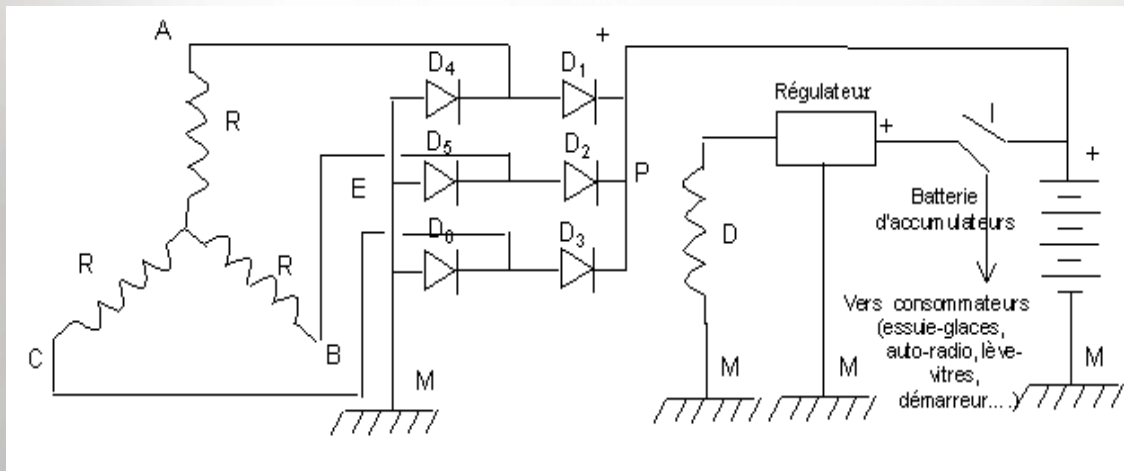 A
R
R
R
C
B
D4
D1
+
D5
D2
E
P
D6
D3
M
Régulateur
+
I
+
D
Batterie
d'accumulateurs
Vers consommateurs
(essuie-glaces,
auto-radio, lève-
vitres,
démarreur....)
M
M
M